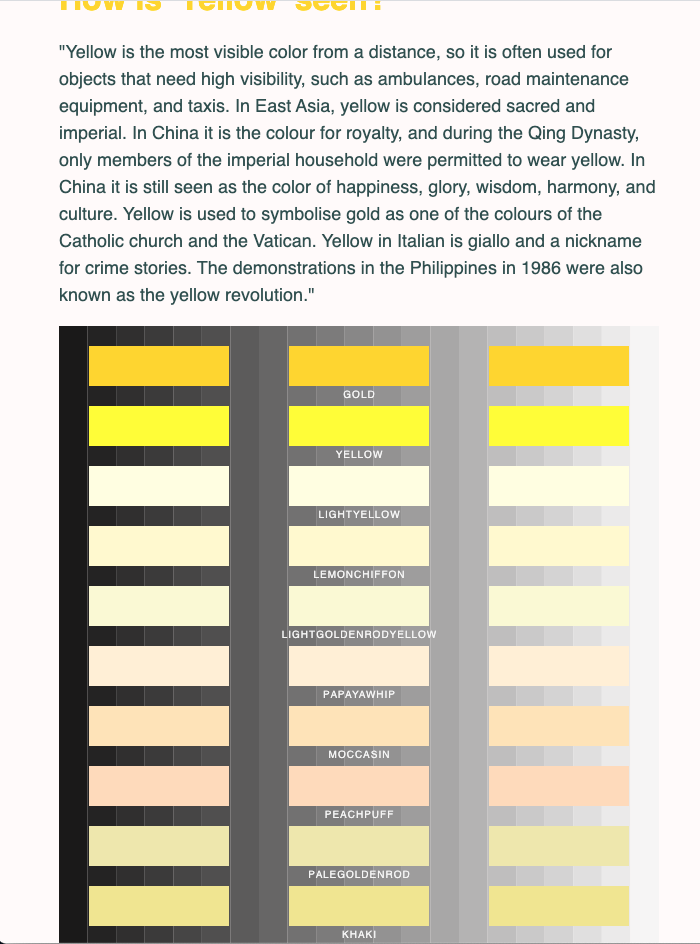 How is "Yellow" seen?
"Yellow is the most visible color from a distance, so it is often used for
objects that need high visibility, such as ambulances, road maintenance
equipment, and taxis. In East Asia, yellow is considered sacred and
imperial. In China it is the colour for royalty, and during the Qing Dynasty,
only members of the imperial household were permitted to wear yellow. In
China it is still seen as the color of happiness, glory, wisdom, harmony, and
culture. Yellow is used to symbolise gold as one of the colours of the
Catholic church and the Vatican. Yellow in Italian is giallo and a nickname
for crime stories. The demonstrations in the Philippines in 1986 were also
known as the yellow revolution."
GOLD
YELLOW
LIGHTYELLOW
LEMONCHIFFON
LIGHTGOLDENRODYELLOW
PAPAYAWHIP
MOCCASIN
PEACHPUFF
PALEGOLDENROD
KHAKI